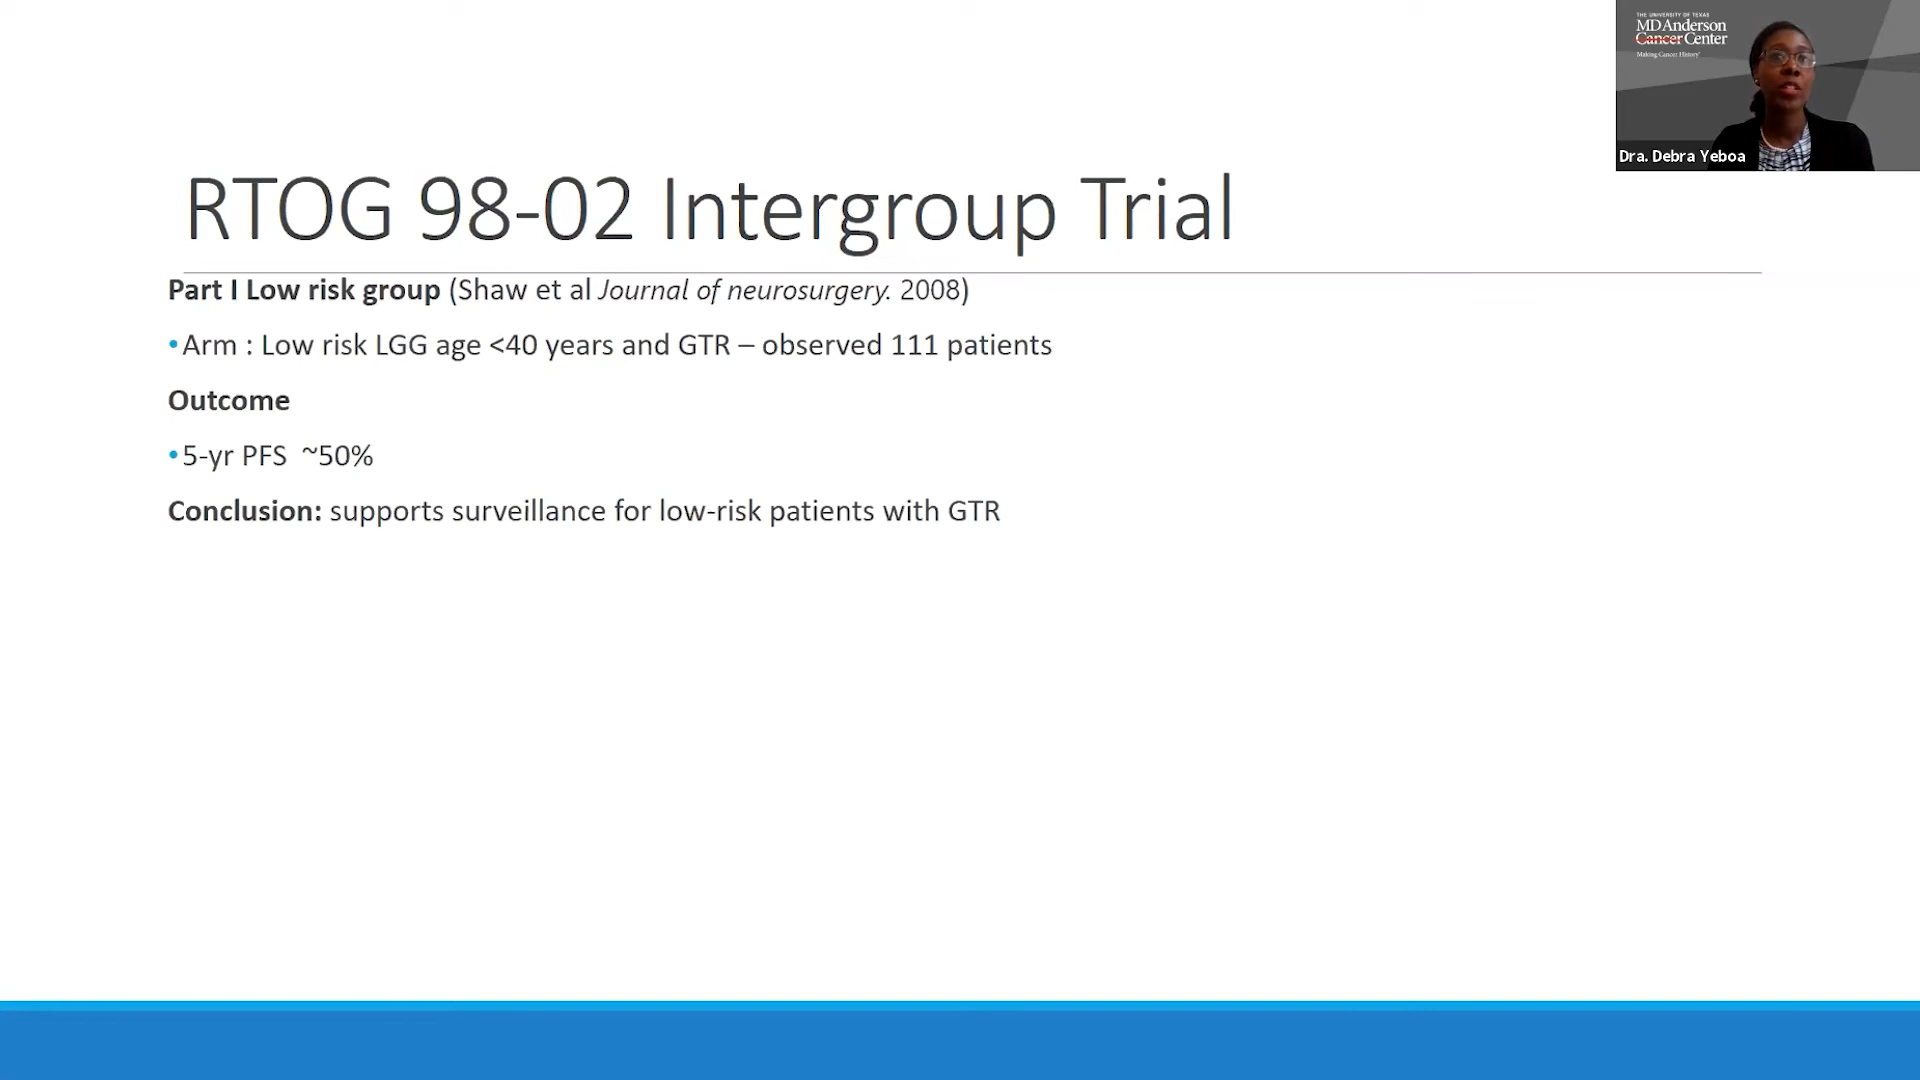 THE UNIVERSITY OF TEXAS
MD Anderson
Cancer Center
Making Cancer History®
Dra. Debra Yeboa
RTOG 98-02 Intergroup Trial
Part I Low risk group (Shaw et al Journal of neurosurgery. 2008)
•Arm : Low risk LGG age <40 years and GTR – observed 111 patients
Outcome
•5-yr PFS ~50%
Conclusion: supports surveillance for low-risk patients with GTR